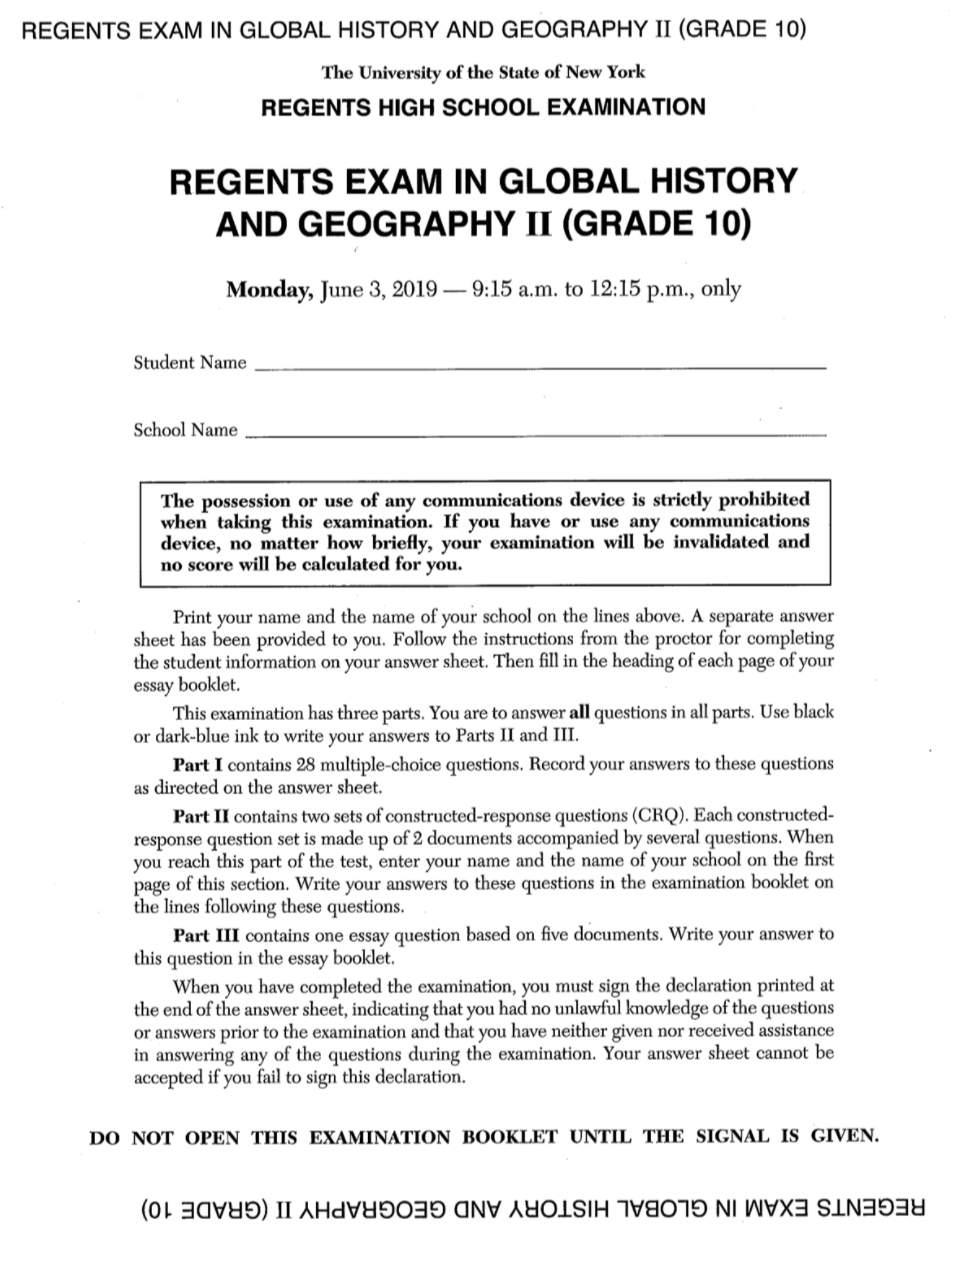 REGENTS EXAM IN GLOBAL HISTORY AND GEOGRAPHY II (GRADE 10)
The University of the State of New York
REGENTS HIGH SCHOOL EXAMINATION
REGENTS EXAM IN GLOBAL HISTORY
AND GEOGRAPHY II (GRADE 10)
Monday, June 3, 2019 — 9:15 a.m. to 12:15 p.m., only
Student Name
School Name
The possession or use of any communications device is strictly prohibited
when taking this examination. If you have or use any communications
device, no matter how briefly, your examination will be invalidated and
no score will be calculated for you.
Print your name and the name of your school on the lines above. A separate answer
sheet has been provided to you. Follow the instructions from the proctor for completing
the student information on your answer sheet. Then fill in the heading of each page of your
essay booklet.
This examination has three parts. You are to answer all questions in all parts. Use black
or dark-blue ink to write your answers to Parts II and III.
Part I contains 28 multiple-choice questions. Record your answers to these questions
as directed on the answer sheet.
Part II contains two sets of constructed-response questions (CRQ). Each constructed-
response question set is made up of 2 documents accompanied by several questions. When
you reach this part of the test, enter your name and the name of your school on the first
page of this section. Write your answers to these questions in the examination booklet on
the lines following these questions.
Part III contains one essay question based on five documents. Write your answer to
this question in the essay booklet.
When you have completed the examination, you must sign the declaration printed at
the end of the answer sheet, indicating that you had no unlawful knowledge of the questions
or answers prior to the examination and that you have neither given nor received assistance
in answering any of the questions during the examination. Your answer sheet cannot be
accepted if you fail to sign this declaration.
DO NOT OPEN THIS EXAMINATION BOOKLET UNTIL THE SIGNAL IS GIVEN.
REGENTS EXAM IN GLOBAL HISTORY AND GEOGRAPHY II (GRADE 10)